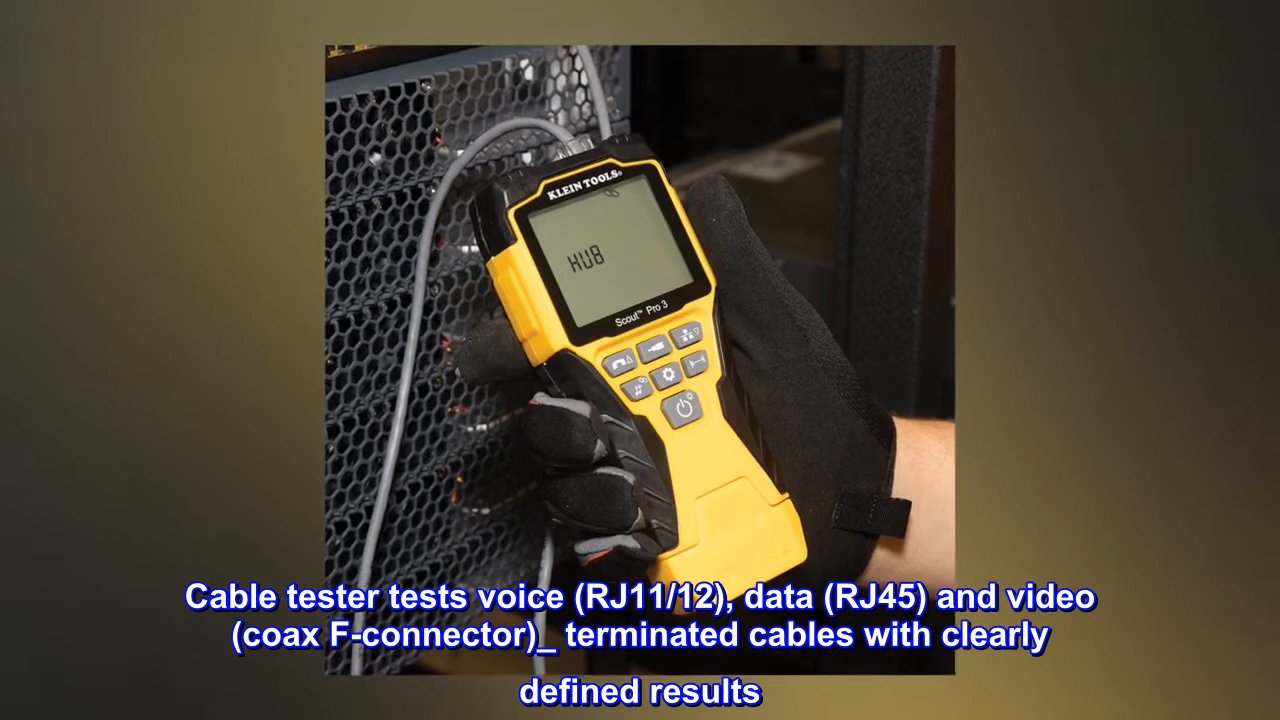 KLEIN TOOLS®
HUB
Scout™ Pro 3
Cable tester tests voice (RJ11/12), data (RJ45) and video
(coax F-connector)_ terminated cables with clearly
defined results